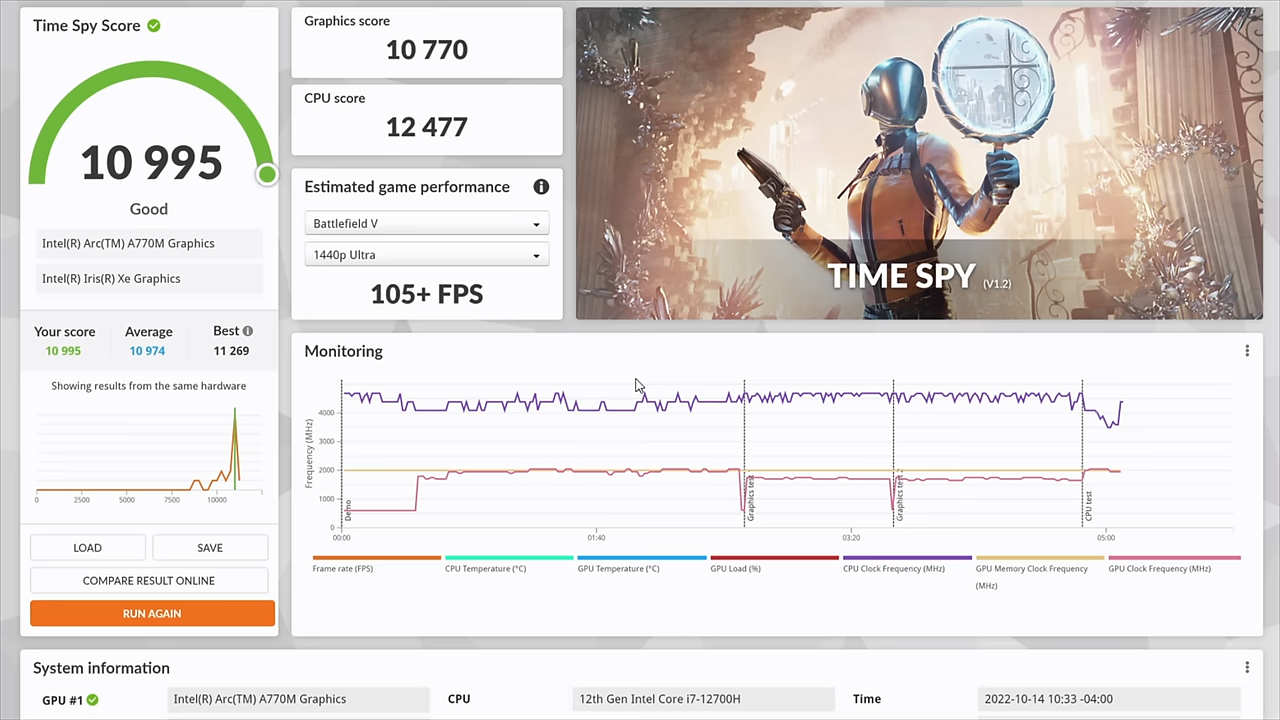 Time Spy Score
10 995
Good
Intel(R) Arc(TM) A770M Graphics
Intel(R) Iris(R) Xe Graphics
Your score
Average
Best
10 995
10 974
11 269
Showing results from the same hardware
0
2500
5000
7500
10000
LOAD
SAVE
COMPARE RESULT ONLINE
RUN AGAIN
Graphics score
10 770
CPU score
12 477
Estimated game performance
Battlefield V
1440p Ultra
105+ FPS
TIME SPY (V1.2)
Monitoring
Frequency (MHz)
4000
3000
2000
1000
0
Demo
Graphics test
Graphics test 2
CPU test
00:00
01:40
03:20
05:00
Frame rate (FPS)
CPU Temperature (°C)
GPU Temperature (°C)
GPU Load (%)
CPU Clock Frequency (MHz)
GPU Memory Clock Frequency
(MHz)
GPU Clock Frequency (MHz)
System information
GPU #1
Intel(R) Arc(TM) A770M Graphics
CPU
12th Gen Intel Core i7-12700H
Time
2022-10-14 10:33 -04:00